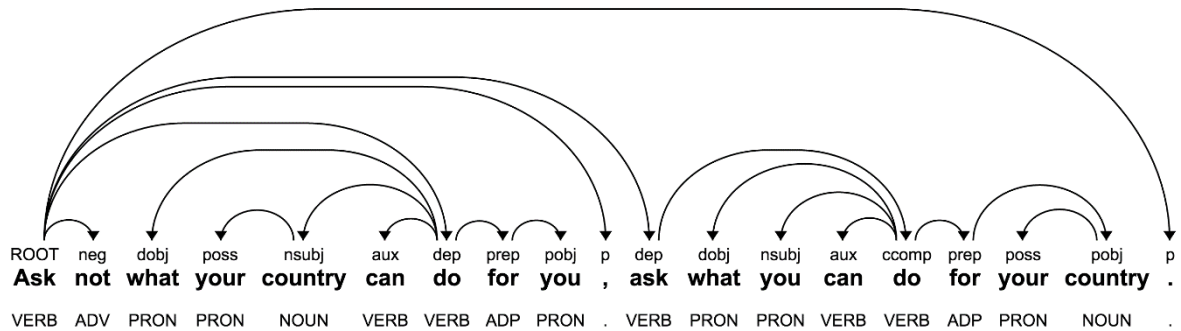 ROOT neg dobj poss nsubj aux dep prep pobj p dep dobj nsubj aux ccomp prep poss pobj p
Ask not what your country can do for you , ask what you can do for your country .
VERB ADV PRON PRON NOUN VERB VERB ADP PRON . VERB PRON PRON VERB VERB ADP PRON NOUN .